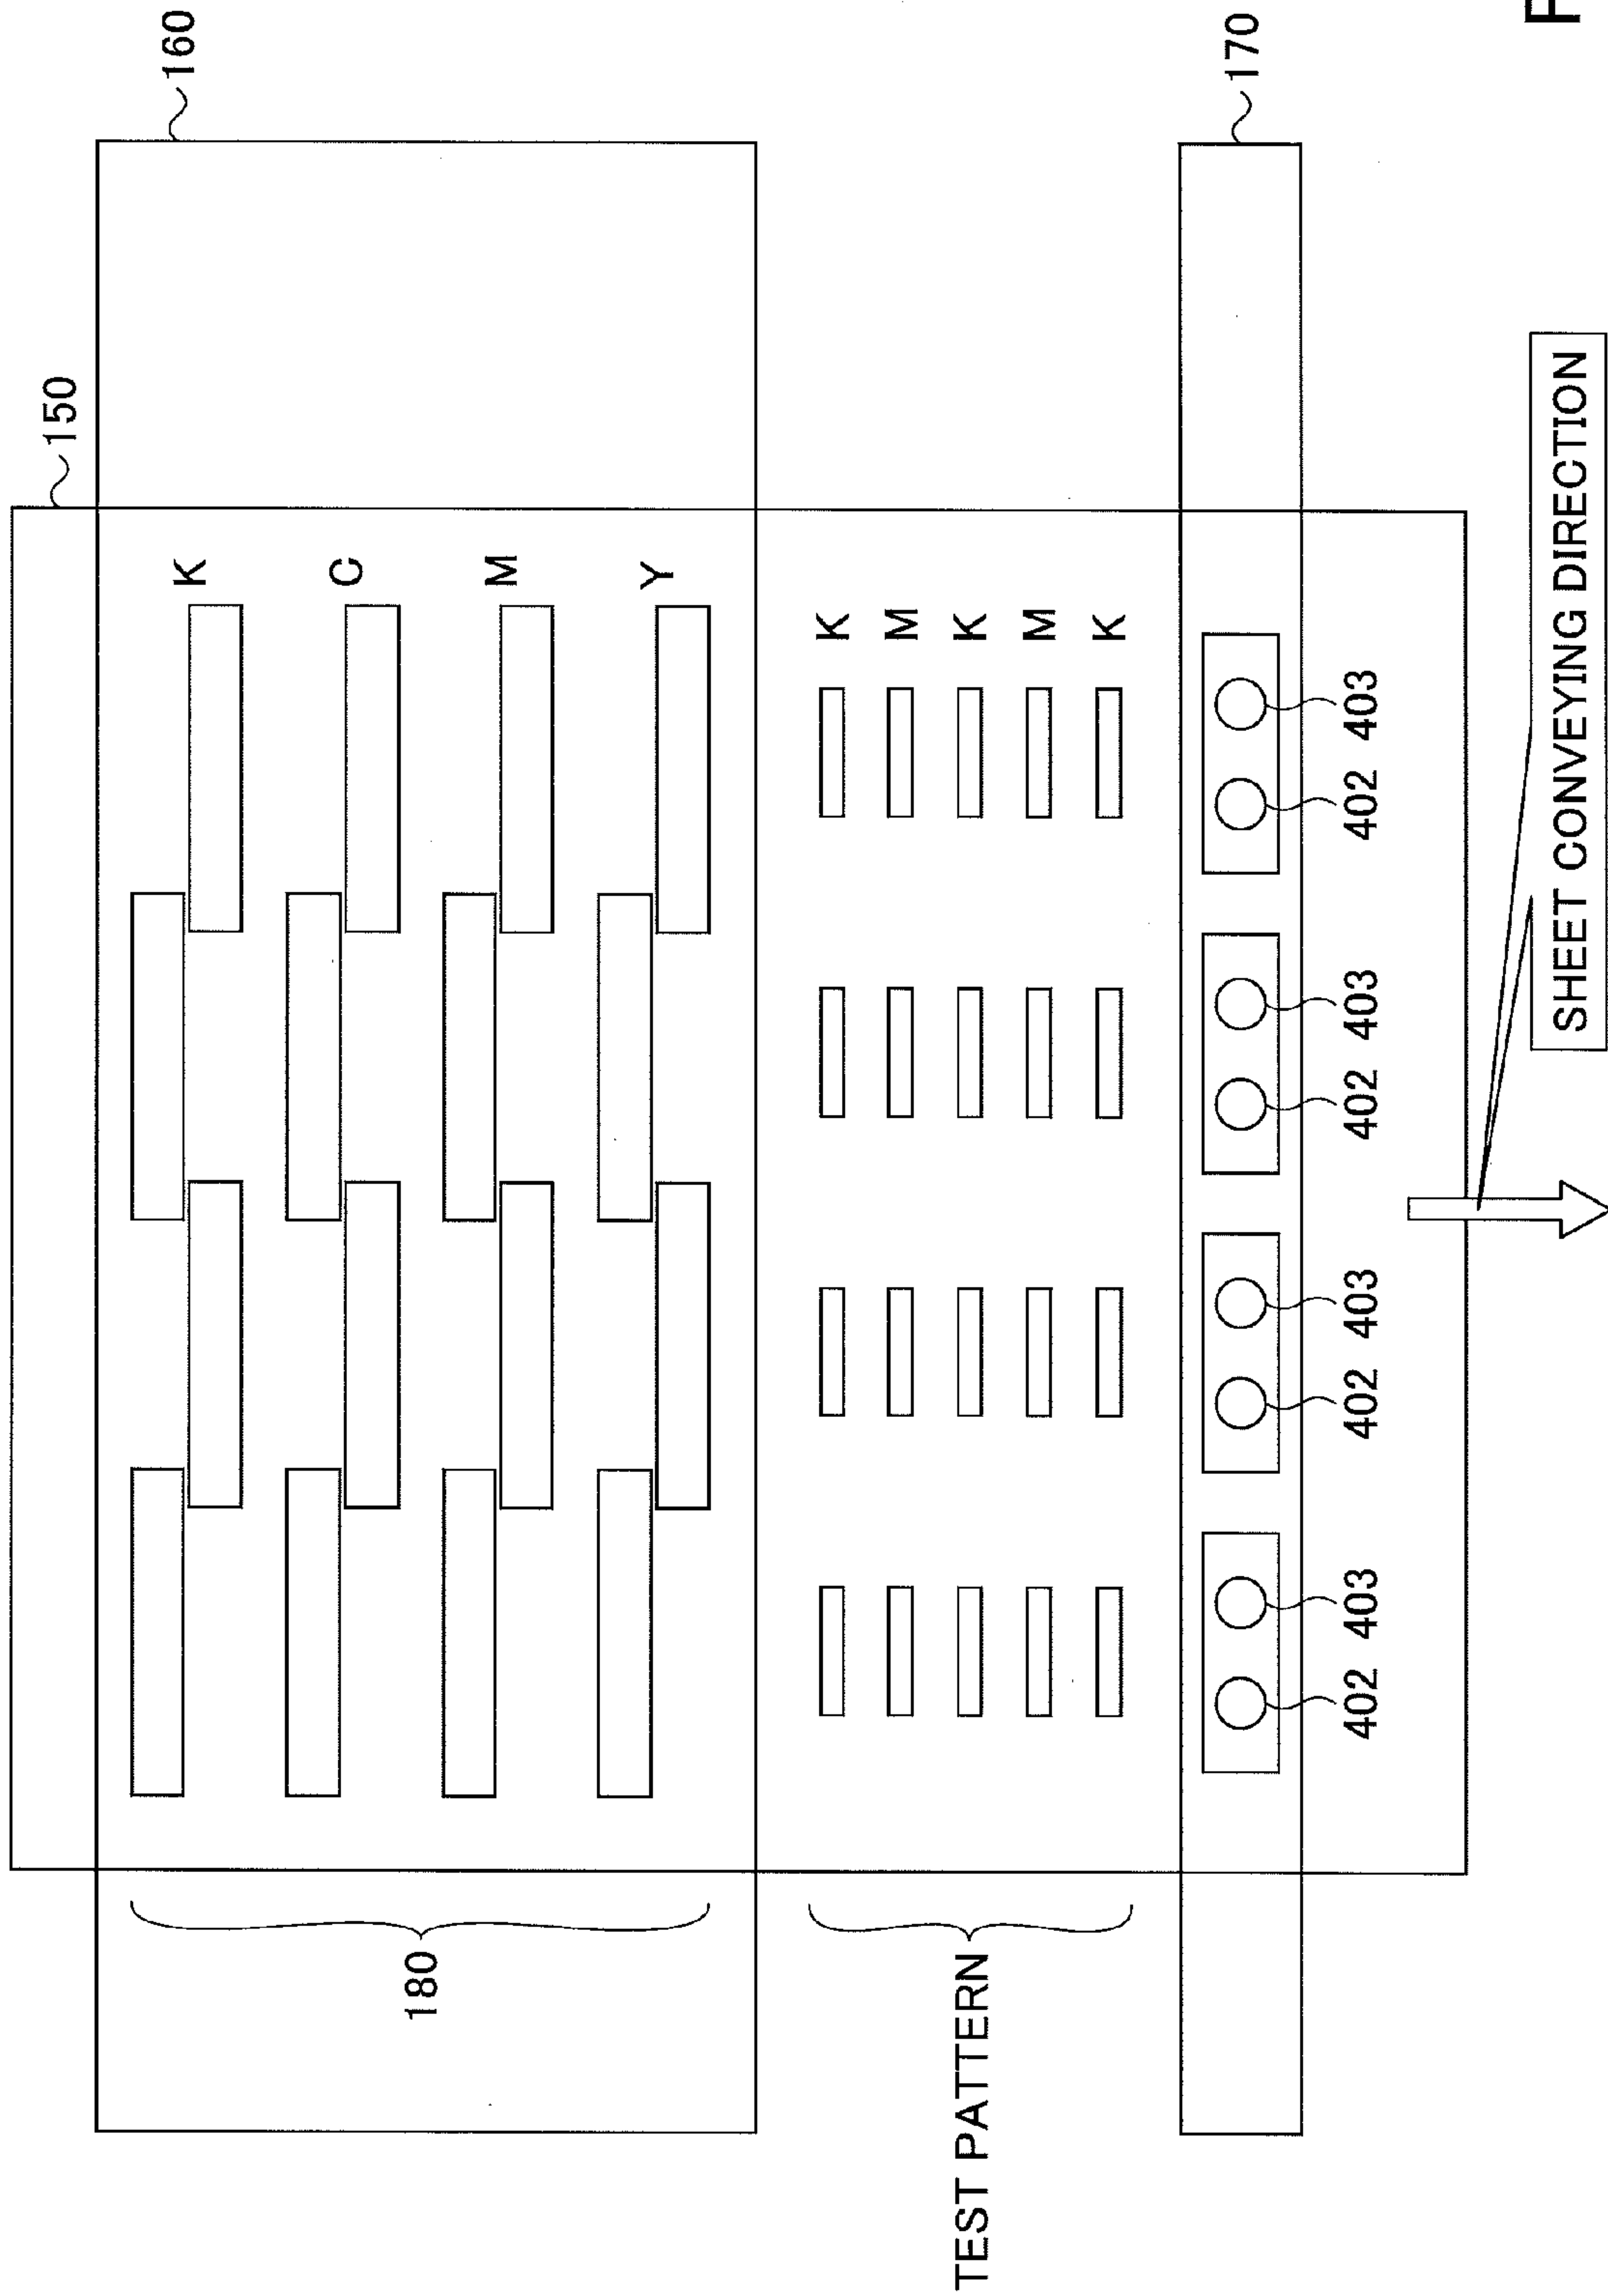 150
160
K
C
180
M
Y
K
M
TEST PATTERN
K
M
K
170
402 403 402 403 402 403 402 403
SHEET CONVEYING DIRECTION
F